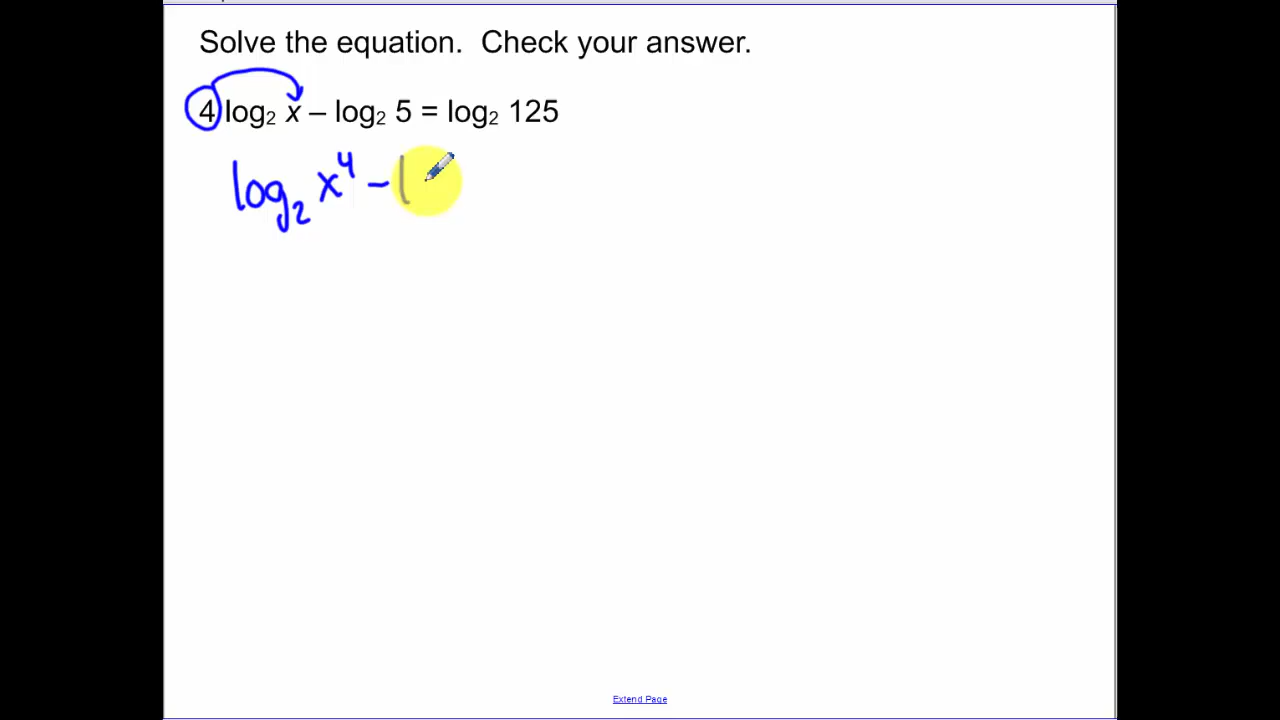 Solve the equation. Check your answer.
4 log₂ x – log₂ 5 = log₂ 125
log₂ x⁴ – l
Extend Page